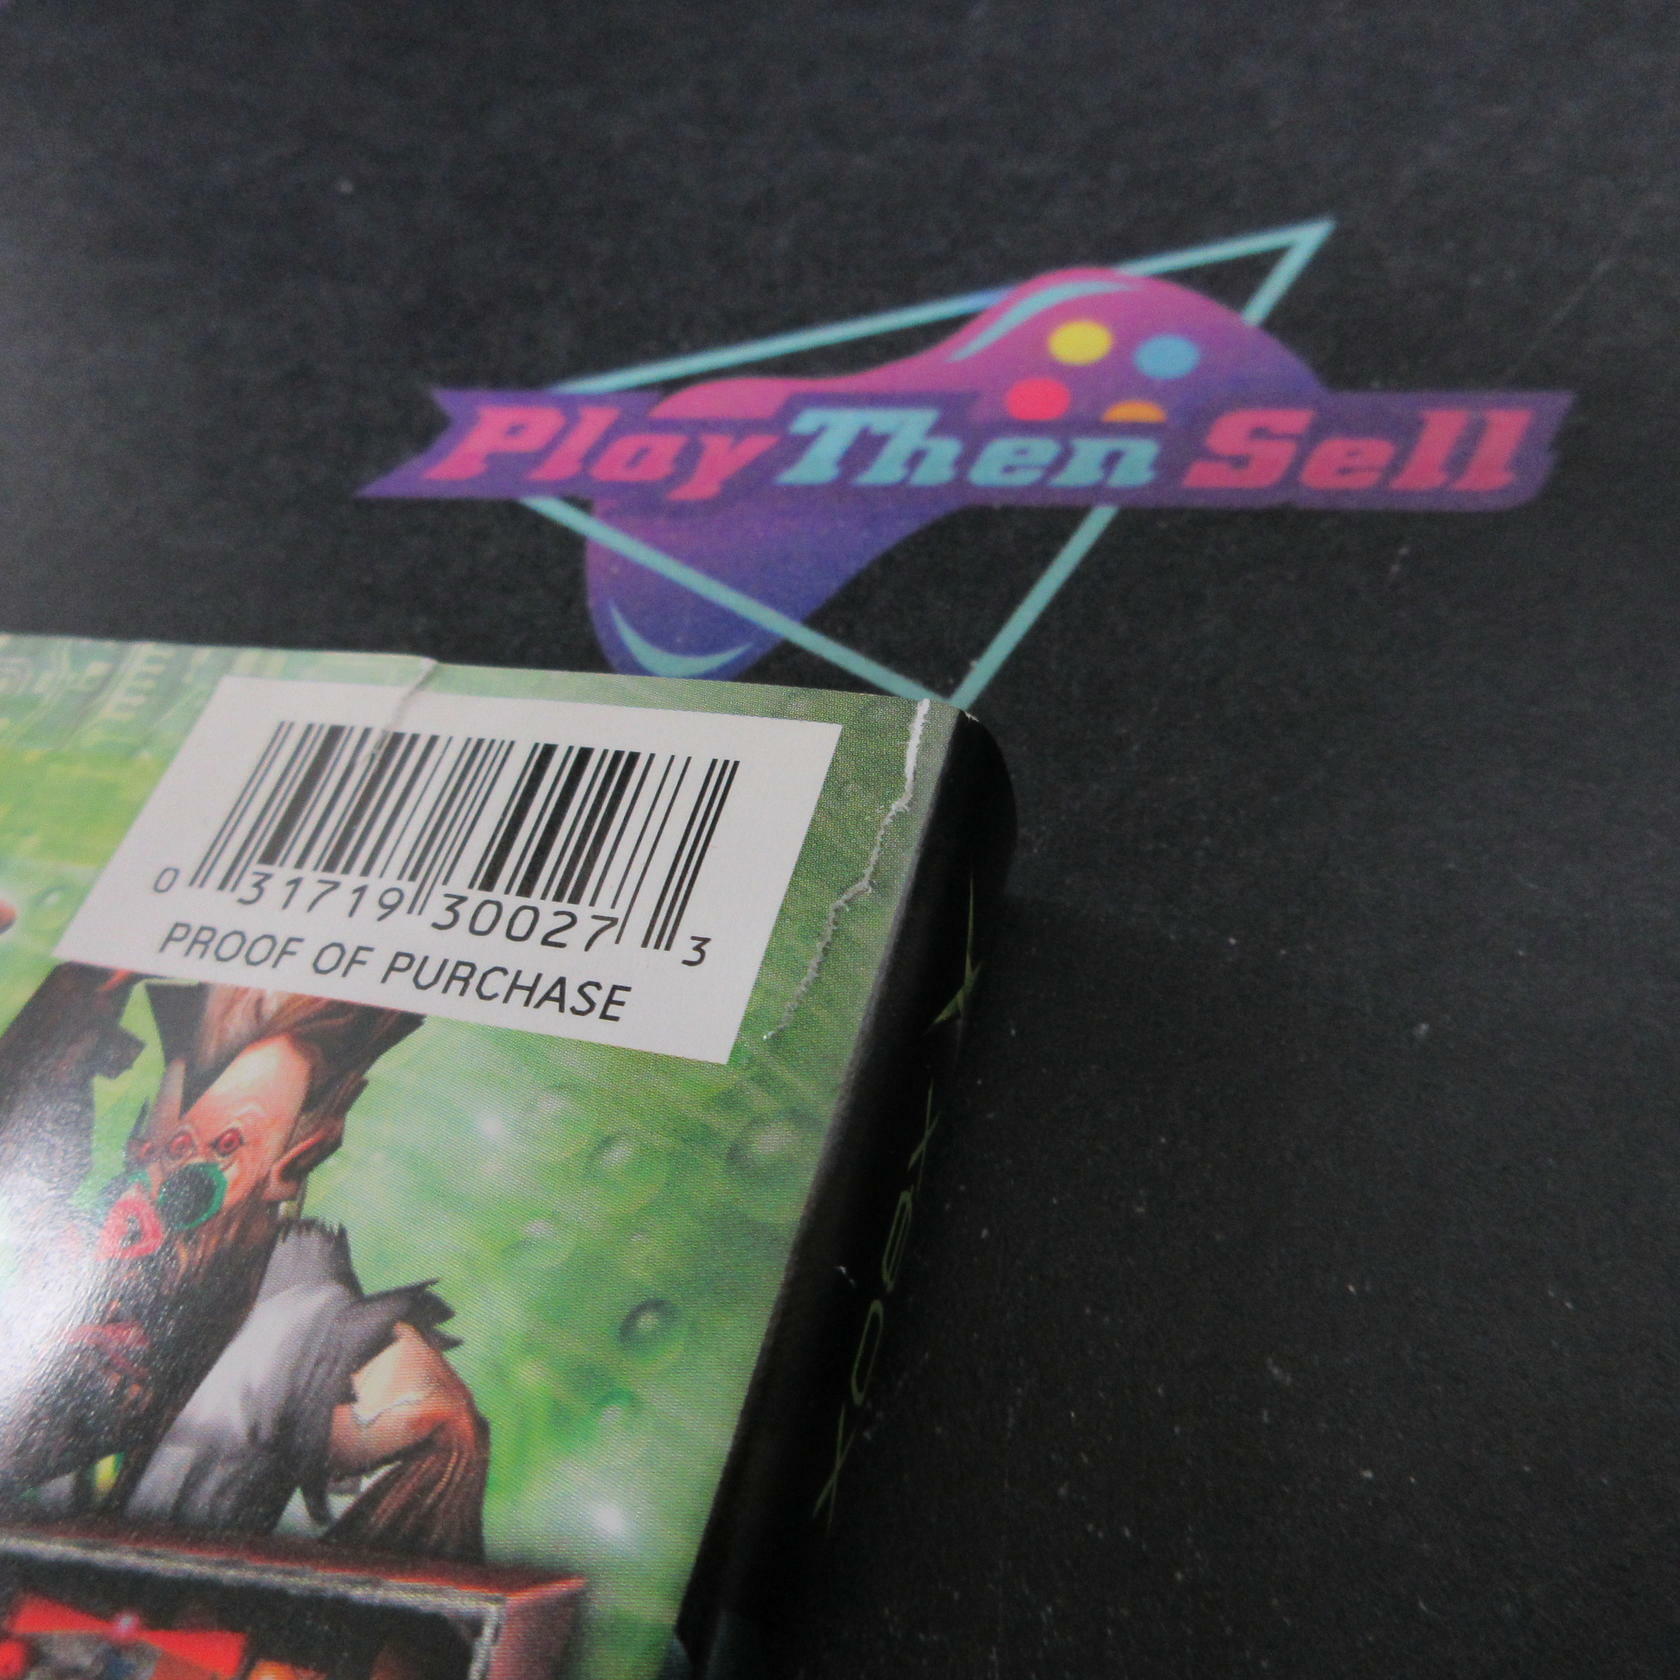 Play Then Sell
0 31719 30027 3
PROOF OF PURCHASE
XBOX